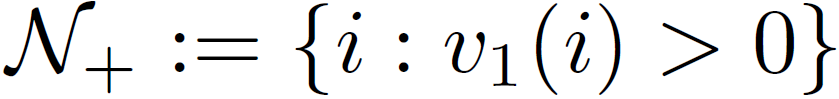 𝒩₊ := {i : v₁(i) > 0}